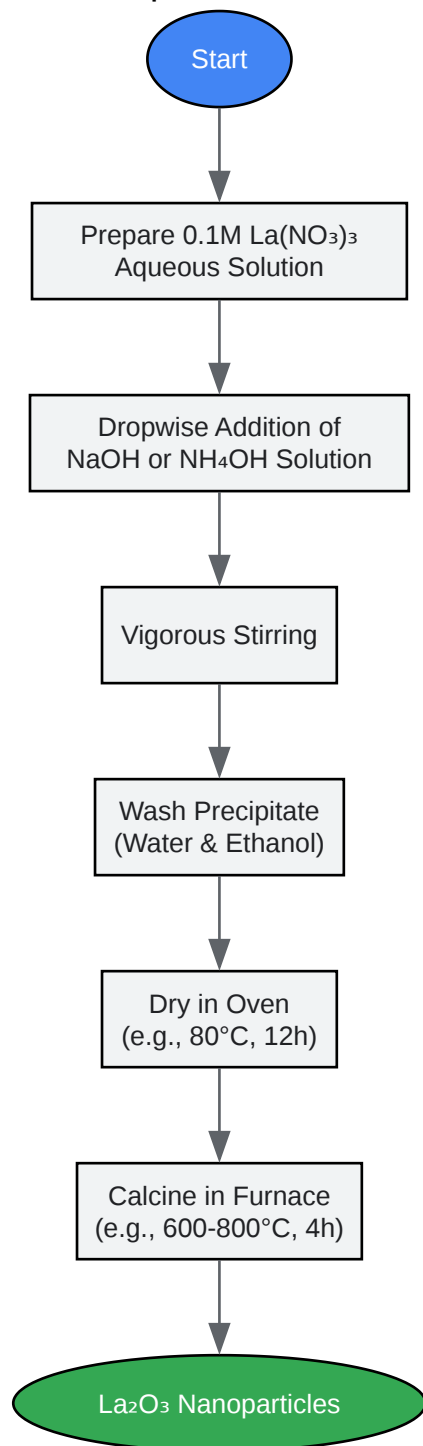 Start
Prepare 0.1M La(NO₃)₃
Aqueous Solution
Dropwise Addition of
NaOH or NH₄OH Solution
Vigorous Stirring
Wash Precipitate
(Water & Ethanol)
Dry in Oven
(e.g., 80°C, 12h)
Calcine in Furnace
(e.g., 600-800°C, 4h)
La₂O₃ Nanoparticles